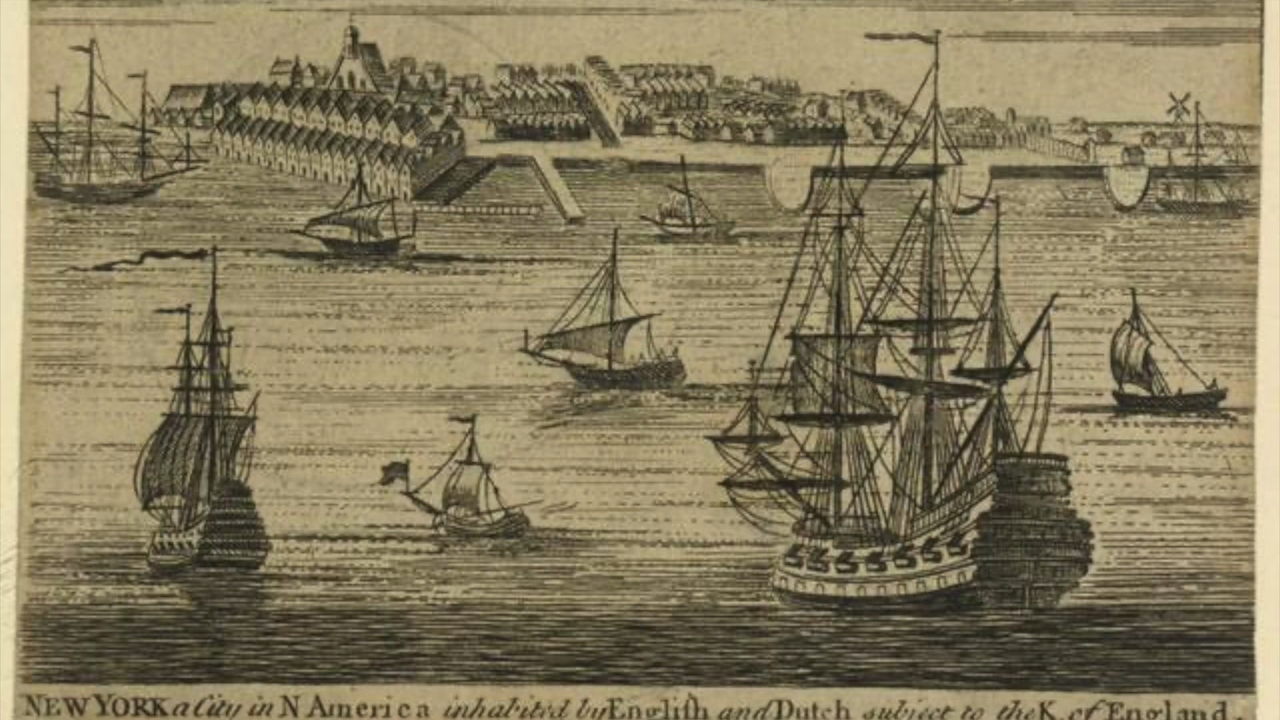 NEW YORK a City in N America inhabited by Engliſh and Dutch subject to the K. of England.